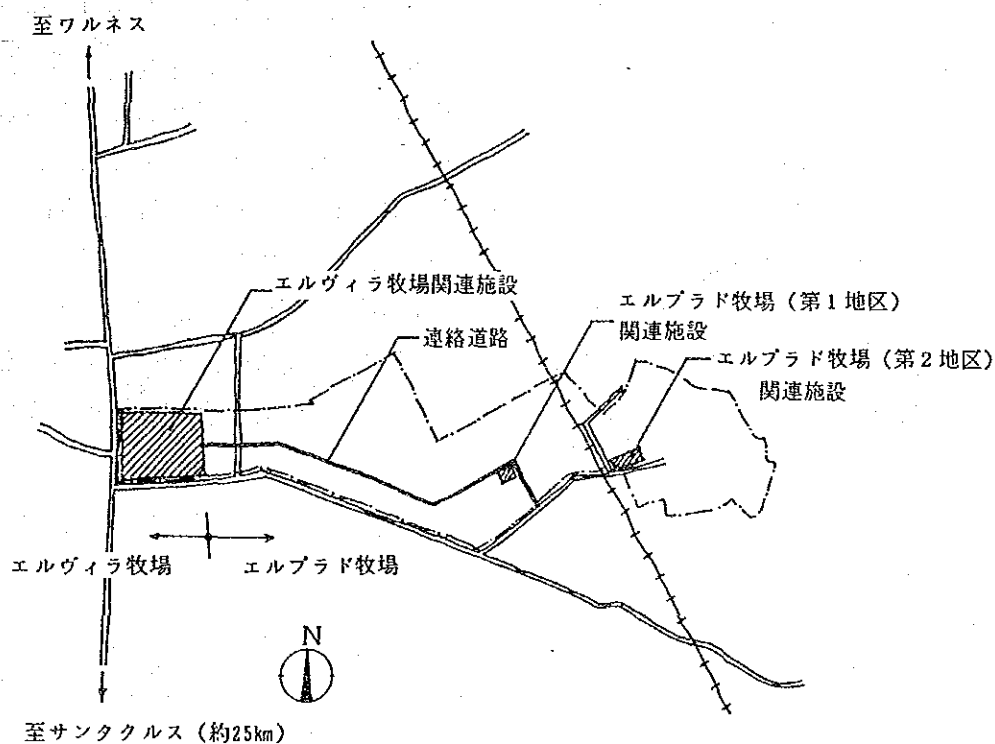 至ワルネス
エルヴィラ牧場関連施設
連絡道路
エルプラド牧場(第1地区)
関連施設
エルプラド牧場(第2地区)
関連施設
エルヴィラ牧場
エルプラド牧場
N
至サンタクルス(約25km)